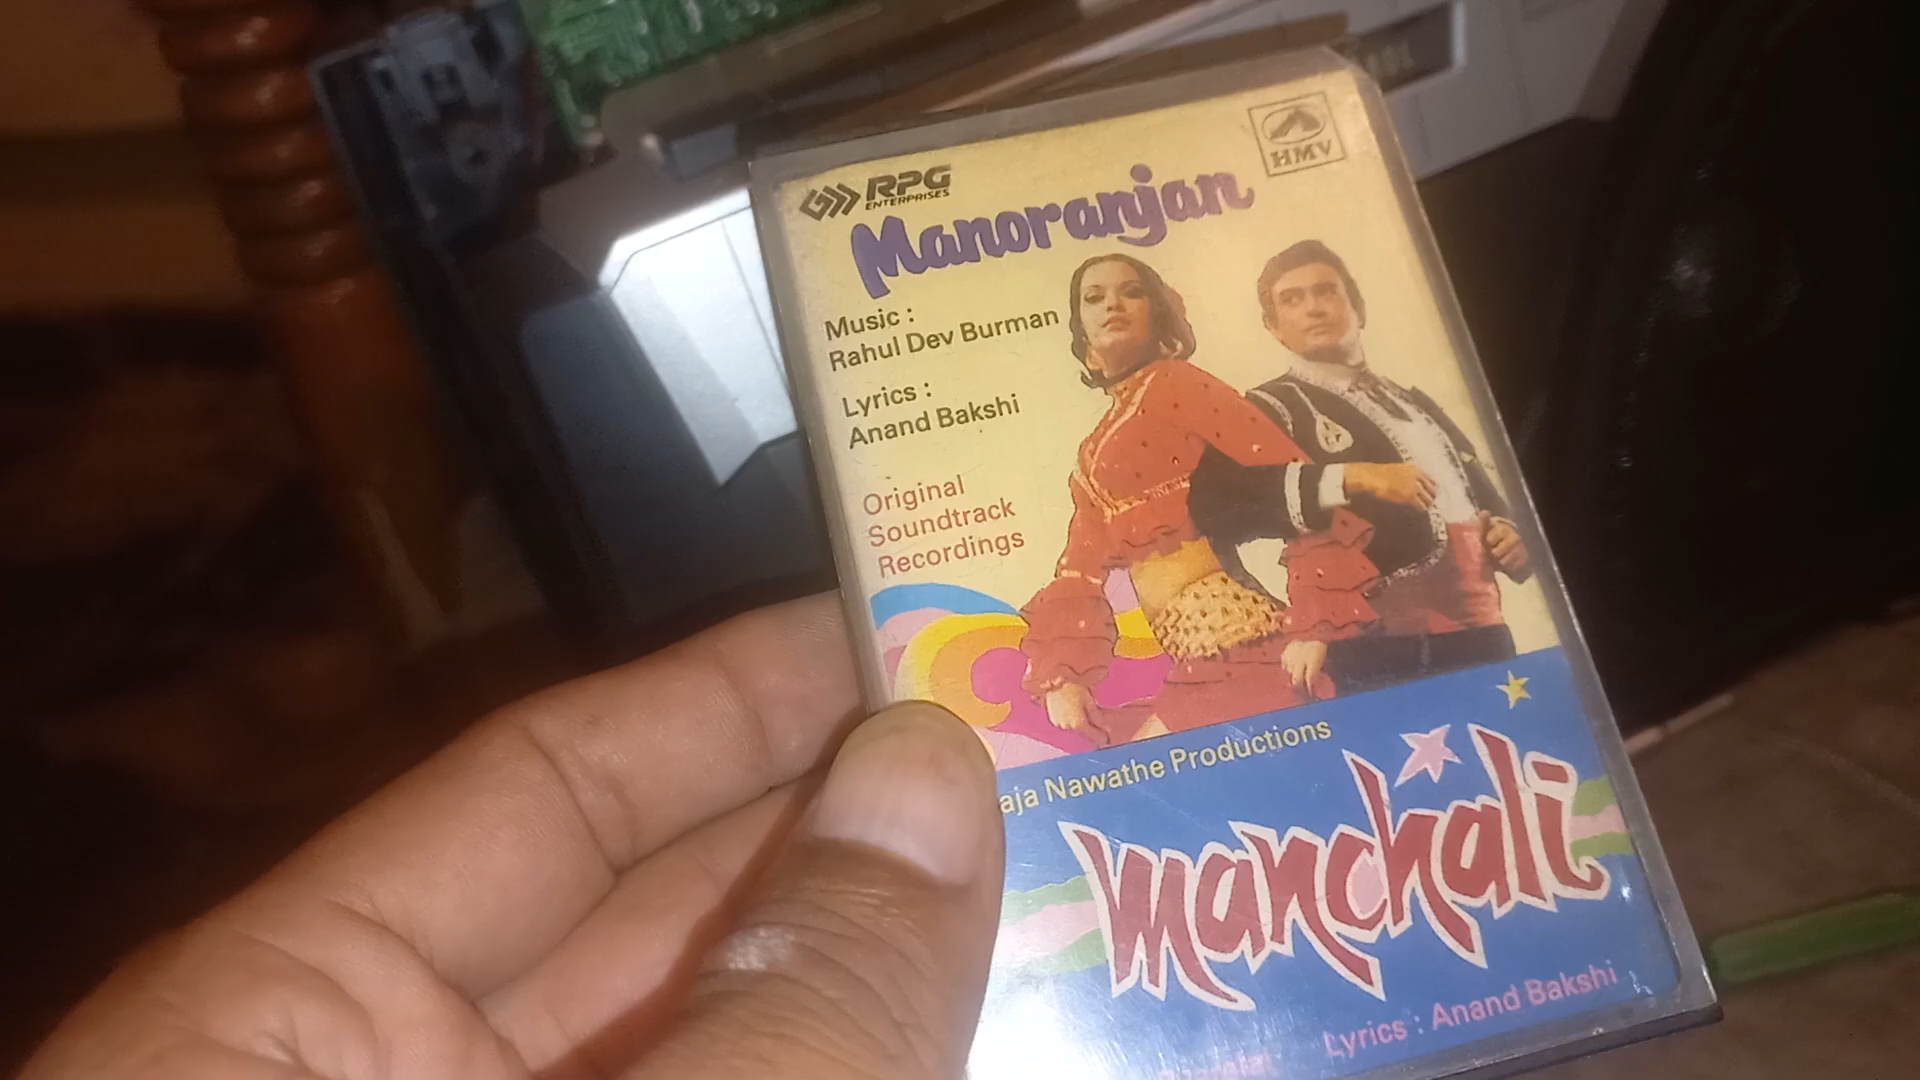 RPG
ENTERPRISES
HMV
Manoranjan
Music :
Rahul Dev Burman
Lyrics :
Anand Bakshi
Original
Soundtrack
Recordings
aja Nawathe Productions
manchali
Lyrics : Anand Bakshi